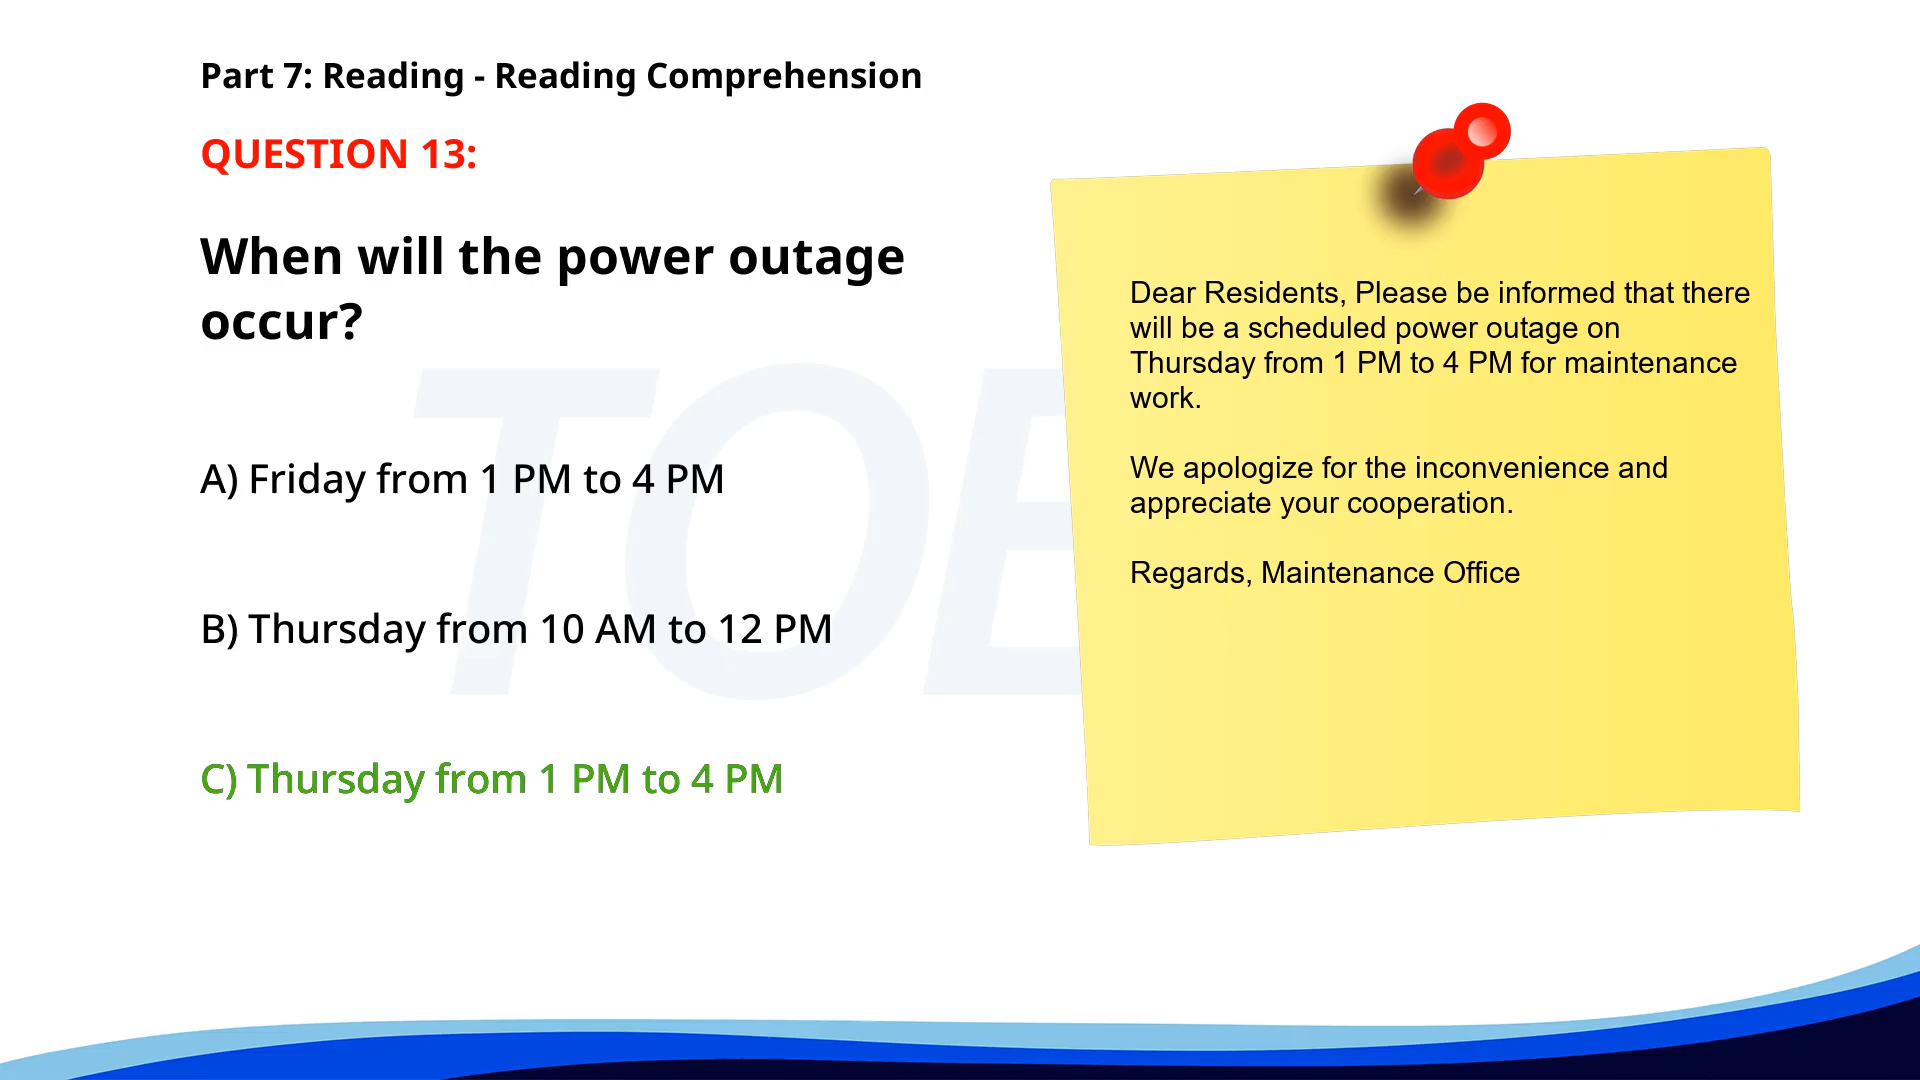 Part 7: Reading - Reading Comprehension
QUESTION 13:
When will the power outage
occur?
A) Friday from 1 PM to 4 PM
B) Thursday from 10 AM to 12 PM
C) Thursday from 1 PM to 4 PM
Dear Residents, Please be informed that there
will be a scheduled power outage on
Thursday from 1 PM to 4 PM for maintenance
work.
We apologize for the inconvenience and
appreciate your cooperation.
Regards, Maintenance Office